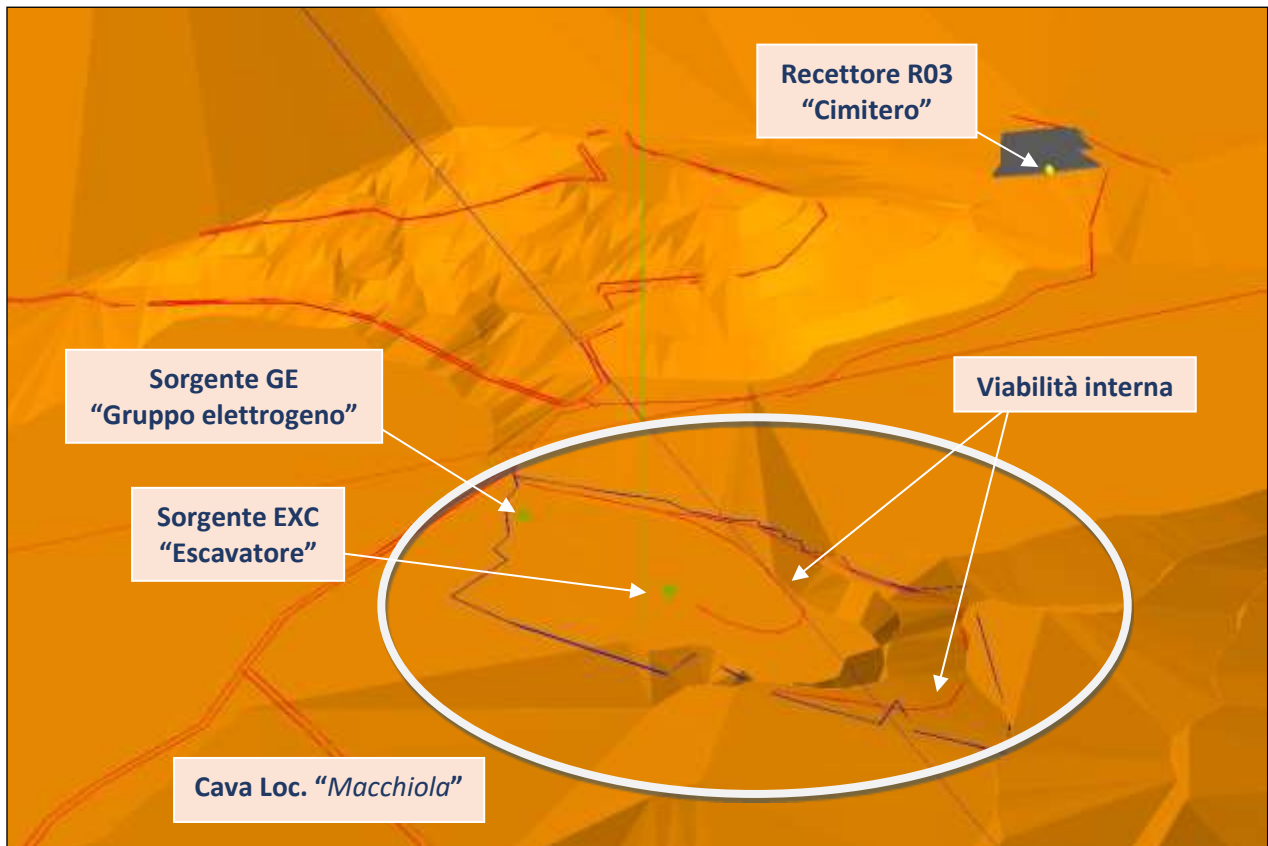 Recettore R03
“Cimitero”
Sorgente GE
“Gruppo elettrogeno”
Viabilità interna
Sorgente EXC
“Escavatore”
Cava Loc. “Macchiola”